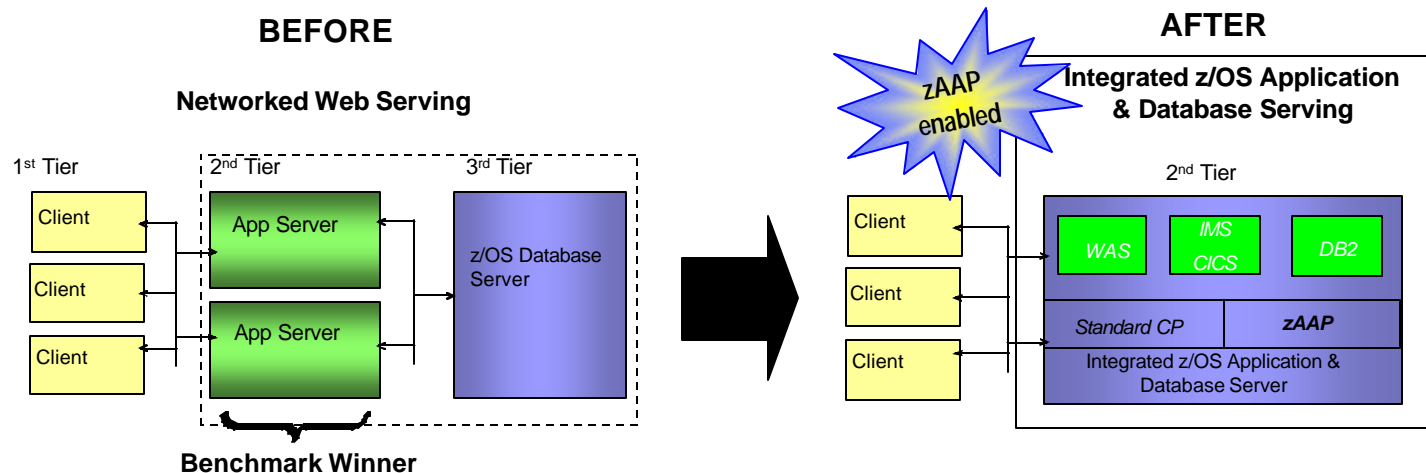 BEFORE
Networked Web Serving
1st Tier
2nd Tier
3rd Tier
Client
Client
Client
App Server
App Server
z/OS Database
Server
Benchmark Winner
AFTER
zAAP
enabled
Integrated z/OS Application
& Database Serving
2nd Tier
Client
Client
Client
WAS
IMS
CICS
DB2
Standard CP
zAAP
Integrated z/OS Application &
Database Server